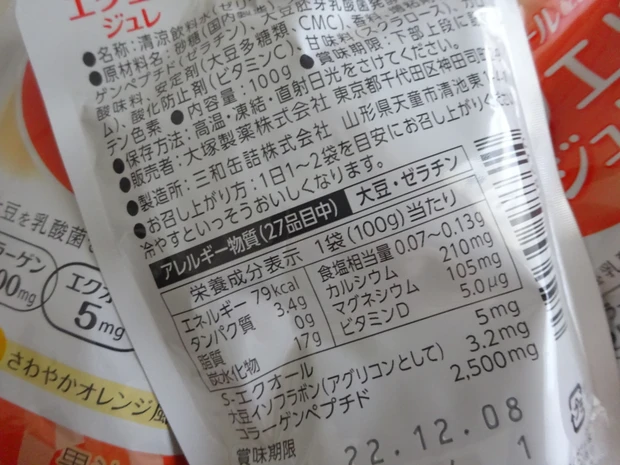 ジュレ
●名称：清涼飲料水
●原材料名：砂糖(国内製造)、大豆胚芽乳酸菌発
ゲンペプチド(ゼラチン)、大豆多糖類、CMC)、香料
酸味料、安定剤(大豆多糖類、CMC)、甘味料(スクラロース)
酸化防止剤(ビタミンC)
テン色素 ●内容量：100g ●賞味期限：下部上段に
●保存方法：高温・凍結・直射日光をさけてください。
●販売者：大塚製薬株式会社 東京都千代田区神田司町
●製造所：三和缶詰株式会社 山形県天童市清池東
●お召し上がり方：1日1～2袋を目安にお召し上がりく
冷やすといっそうおいしくなります。
アレルギー物質(27品目中) 大豆・ゼラチン
栄養成分表示 1袋(100g)当たり
エネルギー 79kcal 食塩相当量 0.07～0.13g
タンパク質 3.4g カルシウム 210mg
脂質 0g マグネシウム 105mg
炭水化物 17g ビタミンD 5.0μg
S-エクオール 5mg
大豆イソフラボン(アグリコンとして) 3.2mg
コラーゲンペプチド 2,500mg
賞味期限 22.12.08
1
大豆を乳酸菌
ラーゲン
00mg
エクオ
5mg
さわやかオレンジ風
ジュレ